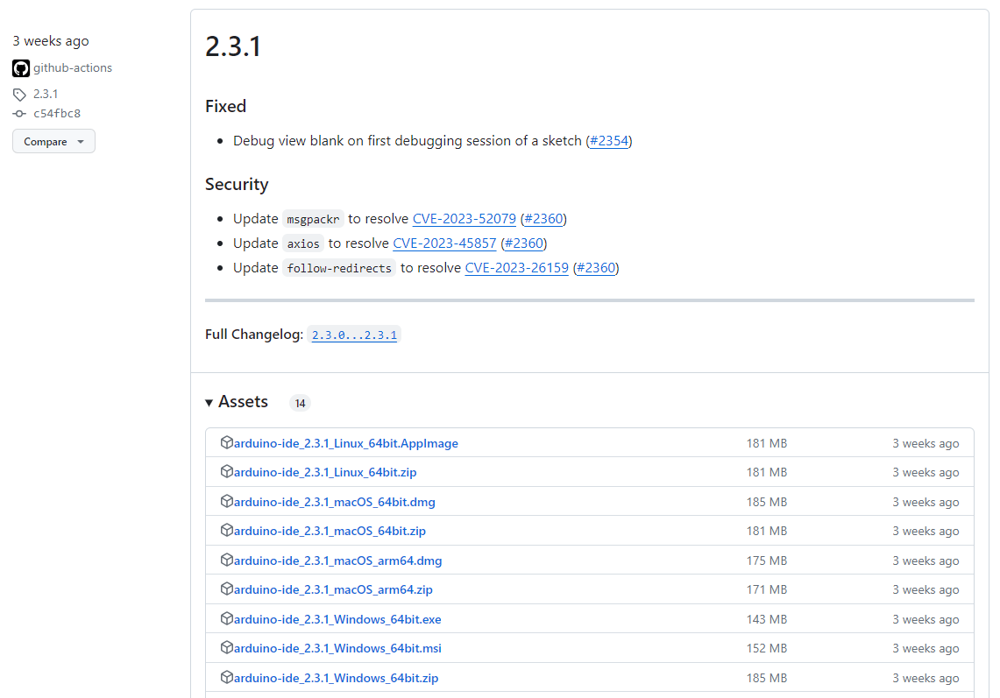 3 weeks ago
github-actions
2.3.1
c54fbc8
Compare
2.3.1
Fixed
Debug view blank on first debugging session of a sketch (#2354)
Security
Update msgpackr to resolve CVE-2023-52079 (#2360)
Update axios to resolve CVE-2023-45857 (#2360)
Update follow-redirects to resolve CVE-2023-26159 (#2360)
Full Changelog: 2.3.0...2.3.1
Assets 14
arduino-ide_2.3.1_Linux_64bit.AppImage 181 MB 3 weeks ago
arduino-ide_2.3.1_Linux_64bit.zip 181 MB 3 weeks ago
arduino-ide_2.3.1_macOS_64bit.dmg 185 MB 3 weeks ago
arduino-ide_2.3.1_macOS_64bit.zip 181 MB 3 weeks ago
arduino-ide_2.3.1_macOS_arm64.dmg 175 MB 3 weeks ago
arduino-ide_2.3.1_macOS_arm64.zip 171 MB 3 weeks ago
arduino-ide_2.3.1_Windows_64bit.exe 143 MB 3 weeks ago
arduino-ide_2.3.1_Windows_64bit.msi 152 MB 3 weeks ago
arduino-ide_2.3.1_Windows_64bit.zip 185 MB 3 weeks ago